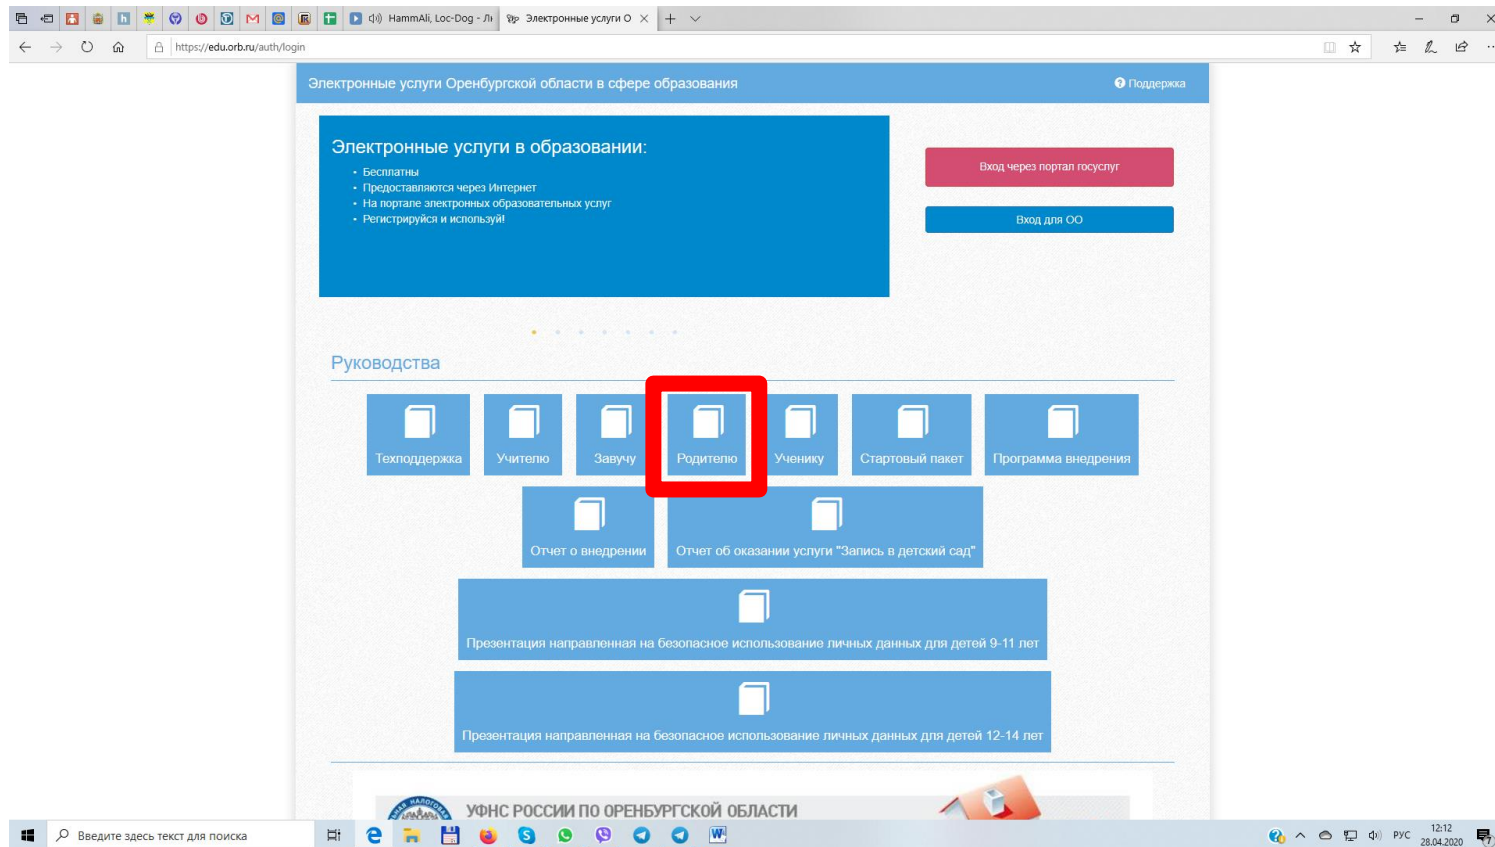 HammAli, Loc-Dog - Ли
Электронные услуги О
https://edu.orb.ru/auth/login
Электронные услуги Оренбургской области в сфере образования
Поддержка
Электронные услуги в образовании:
• Бесплатны
• Предоставляются через Интернет
• На портале электронных образовательных услуг
• Регистрируйся и используй!
Вход через портал госуслуг
Вход для ОО
Руководства
Техподдержка
Учителю
Завучу
Родителю
Ученику
Стартовый пакет
Программа внедрения
Отчет о внедрении
Отчет об оказании услуги "Запись в детский сад"
Презентация направленная на безопасное использование личных данных для детей 9-11 лет
Презентация направленная на безопасное использование личных данных для детей 12-14 лет
УФНС РОССИИ ПО ОРЕНБУРГСКОЙ ОБЛАСТИ
Введите здесь текст для поиска
РУС
12:12
28.04.2020